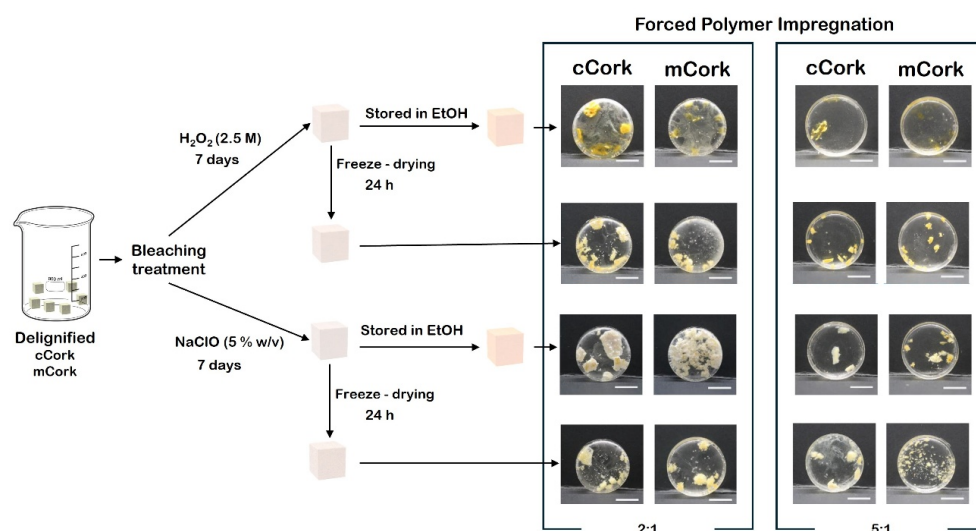 Forced Polymer Impregnation
cCork mCork cCork mCork
Stored in EtOH
H₂O₂ (2.5 M)
7 days
Freeze - drying
24 h
Bleaching
treatment
Delignified
cCork
mCork
NaClO (5 % w/v)
7 days
Stored in EtOH
Freeze - drying
24 h
2:1 5:1